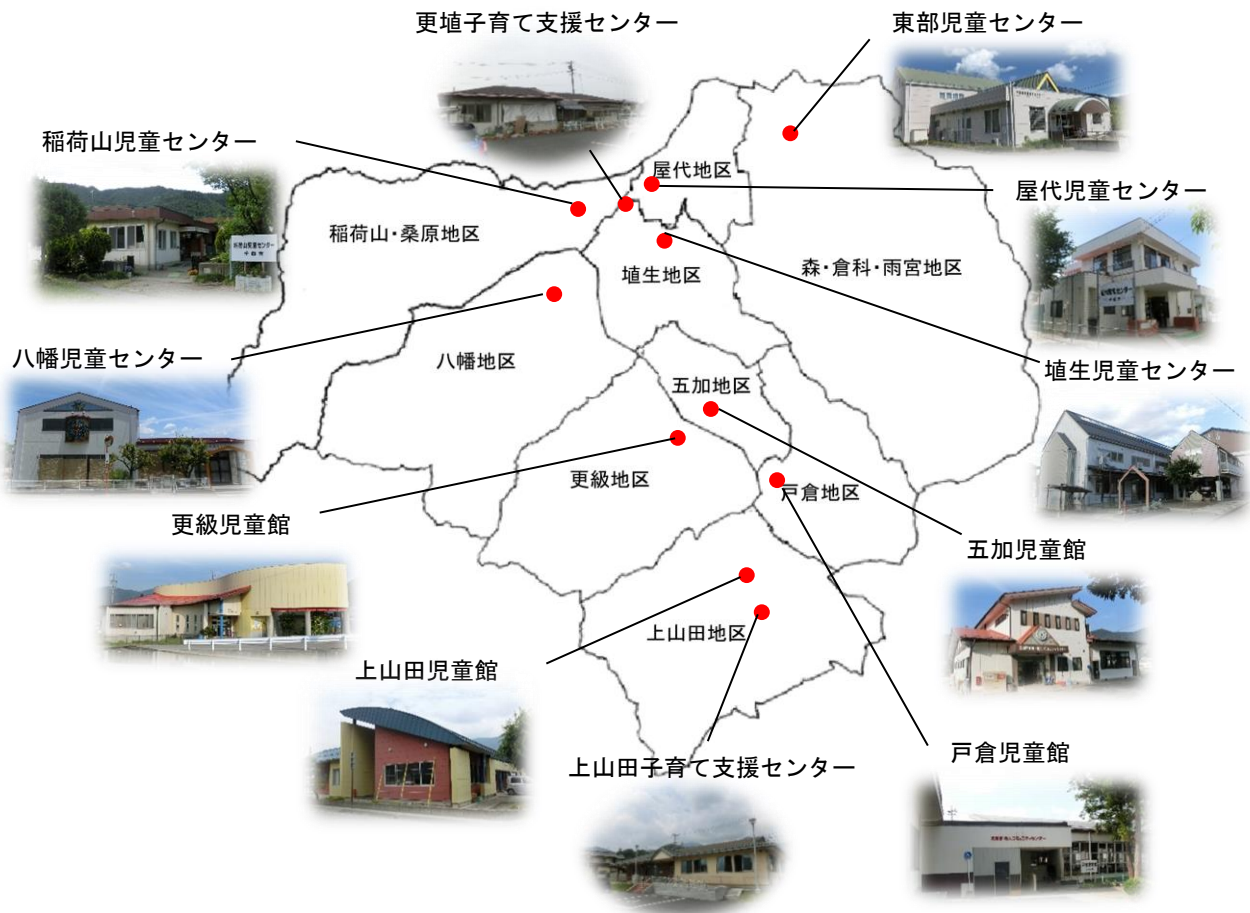 更埴子育て支援センター
東部児童センター
稲荷山児童センター
屋代地区
屋代児童センター
稲荷山・桑原地区
埴生地区
森・倉科・雨宮地区
八幡児童センター
八幡地区
五加地区
埴生児童センター
更級地区
戸倉地区
更級児童館
五加児童館
上山田地区
上山田児童館
戸倉児童館
上山田子育て支援センター